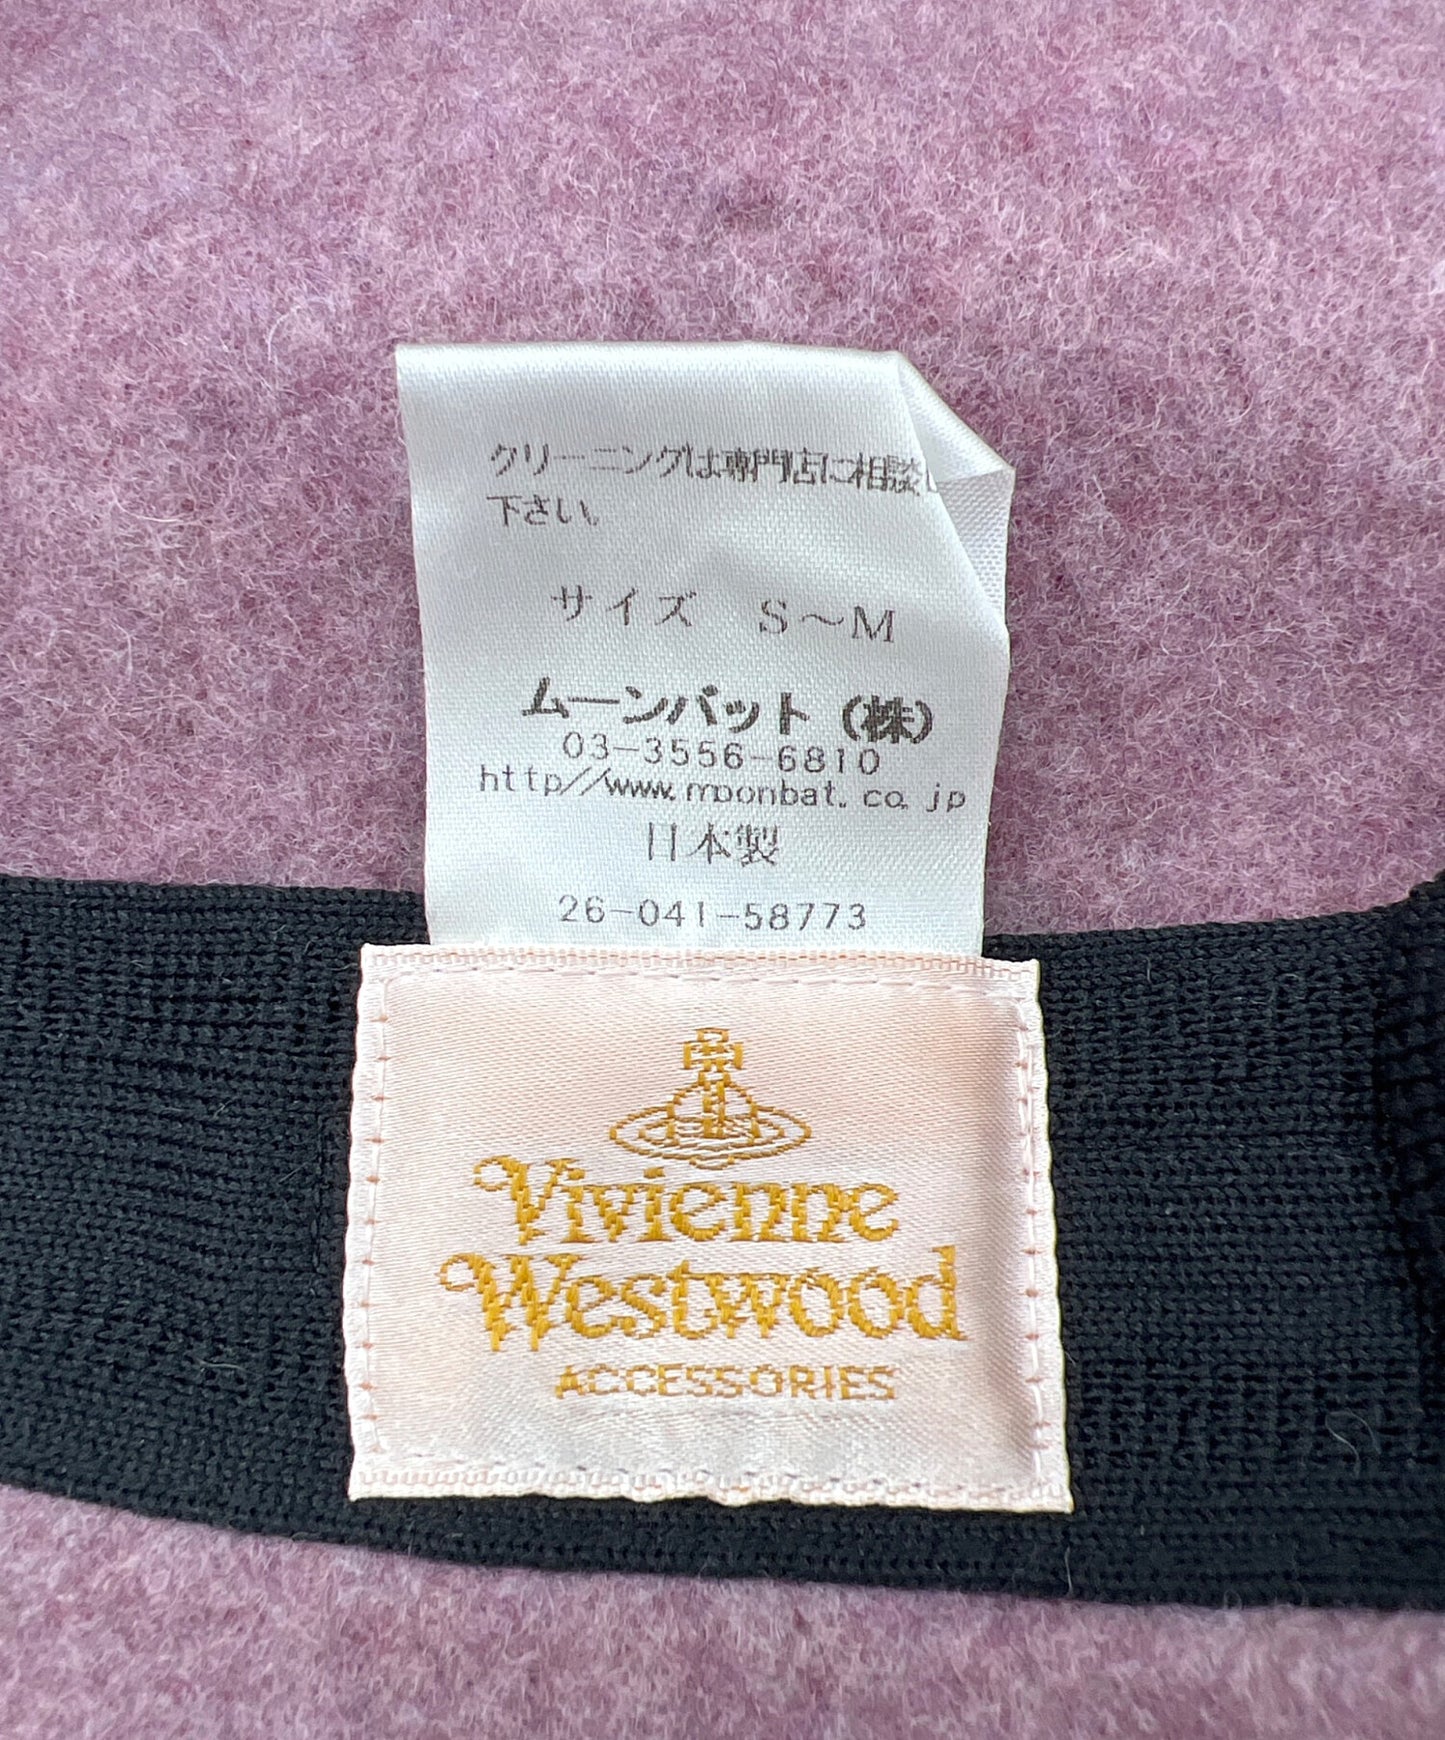 クリーニングは専門店に相談し
下さい。
サイズ　S～M
ムーンバット（株）
03-3556-6810
http//www.moonbat.co.jp
日本製
26-041-58773
Vivienne
Westwood
ACCESSORIES